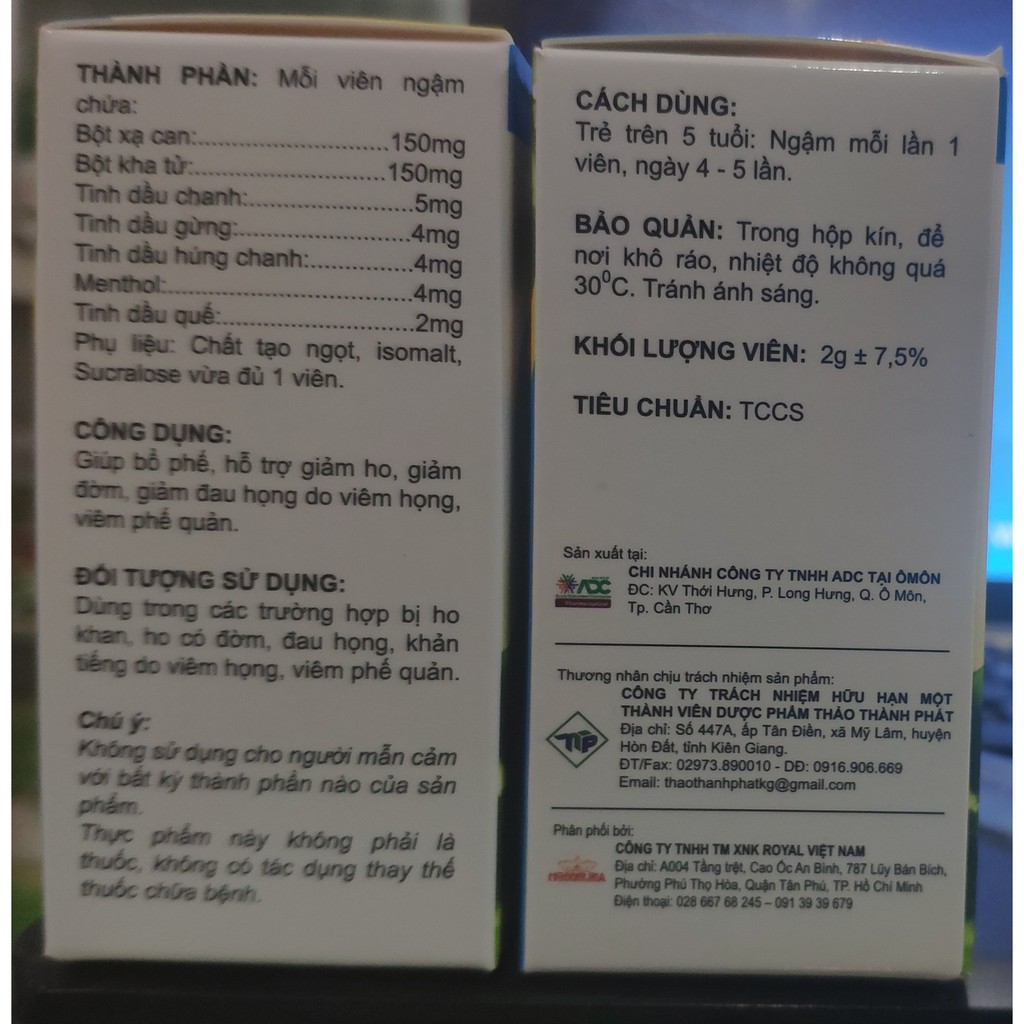 THÀNH PHẦN: Mỗi viên ngậm
chứa:
Bột xạ can:..............................150mg
Bột kha tử:..............................150mg
Tinh dầu chanh:..........................5mg
Tinh dầu gừng:...........................4mg
Tinh dầu húng chanh:................4mg
Menthol:....................................4mg
Tinh dầu quế:............................2mg
Phụ liệu: Chất tạo ngọt, isomalt,
Sucralose vừa đủ 1 viên.
CÔNG DỤNG:
Giúp bổ phế, hỗ trợ giảm ho, giảm
đờm, giảm đau họng do viêm họng,
viêm phế quản.
ĐỐI TƯỢNG SỬ DỤNG:
Dùng trong các trường hợp bị ho
khan, ho có đờm, đau họng, khản
tiếng do viêm họng, viêm phế quản.
Chú ý:
Không sử dụng cho người mẫn cảm
với bất kỳ thành phần nào của sản
phẩm.
Thực phẩm này không phải là
thuốc, không có tác dụng thay thế
thuốc chữa bệnh.
CÁCH DÙNG:
Trẻ trên 5 tuổi: Ngậm mỗi lần 1
viên, ngày 4 - 5 lần.
BẢO QUẢN: Trong hộp kín, để
nơi khô ráo, nhiệt độ không quá
30⁰C. Tránh ánh sáng.
KHỐI LƯỢNG VIÊN: 2g ± 7,5%
TIÊU CHUẨN: TCCS
Sản xuất tại:
ADC
CHI NHÁNH CÔNG TY TNHH ADC TẠI ÔMÔN
ĐC: KV Thới Hưng, P. Long Hưng, Q. Ô Môn,
Tp. Cần Thơ
Thương nhân chịu trách nhiệm sản phẩm:
TTP
CÔNG TY TRÁCH NHIỆM HỮU HẠN MỘT
THÀNH VIÊN DƯỢC PHẨM THẢO THÀNH PHÁT
Địa chỉ: Số 447A, ấp Tân Điền, xã Mỹ Lâm, huyện
Hòn Đất, tỉnh Kiên Giang.
ĐT/Fax: 02973.890010 - DĐ: 0916.906.669
Email: thaothanhphatkg@gmail.com
Phân phối bởi:
CÔNG TY TNHH TM XNK ROYAL VIỆT NAM
Địa chỉ: A004 Tầng trệt, Cao Ốc An Bình, 787 Lũy Bán Bích,
Phường Phú Thọ Hòa, Quận Tân Phú, TP. Hồ Chí Minh
Điện thoại: 028 667 68 245 – 091 39 39 679